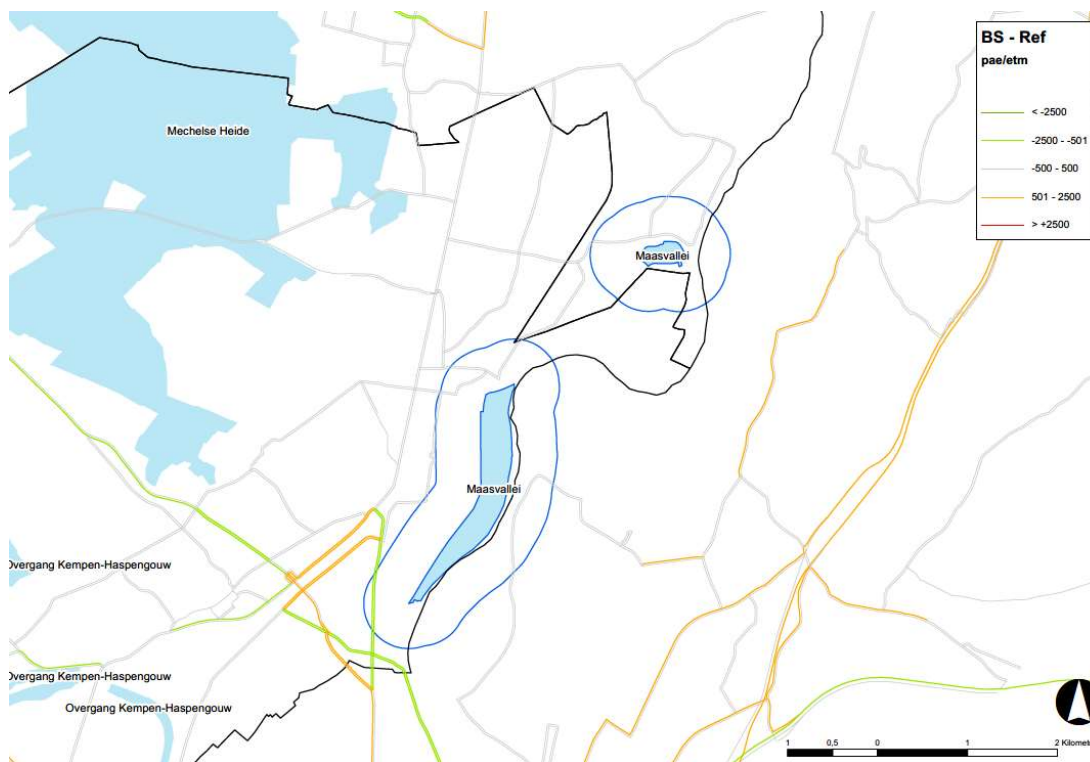 BS - Ref
pae/etm
< -2500
-2500 - -501
-500 - 500
501 - 2500
> +2500
Mechelse Heide
Maasvallei
Maasvallei
Overgang Kempen-Haspengouw
Overgang Kempen-Haspengouw
Overgang Kempen-Haspengouw
1 0.5 0 1 2 Kilomete